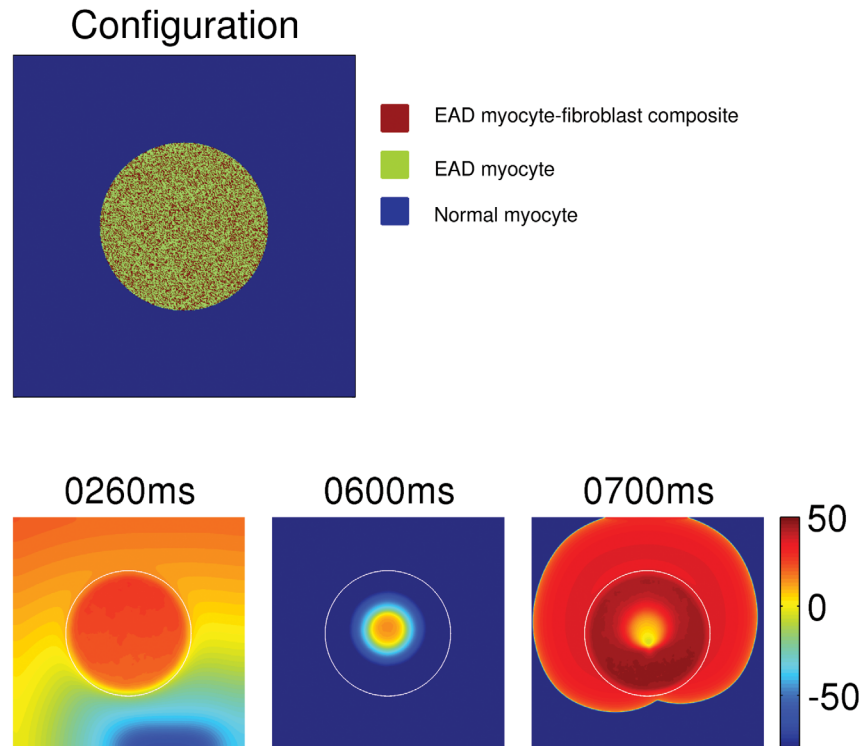 Configuration
EAD myocyte-fibroblast composite
EAD myocyte
Normal myocyte
0260ms
0600ms
0700ms
50
0
-50